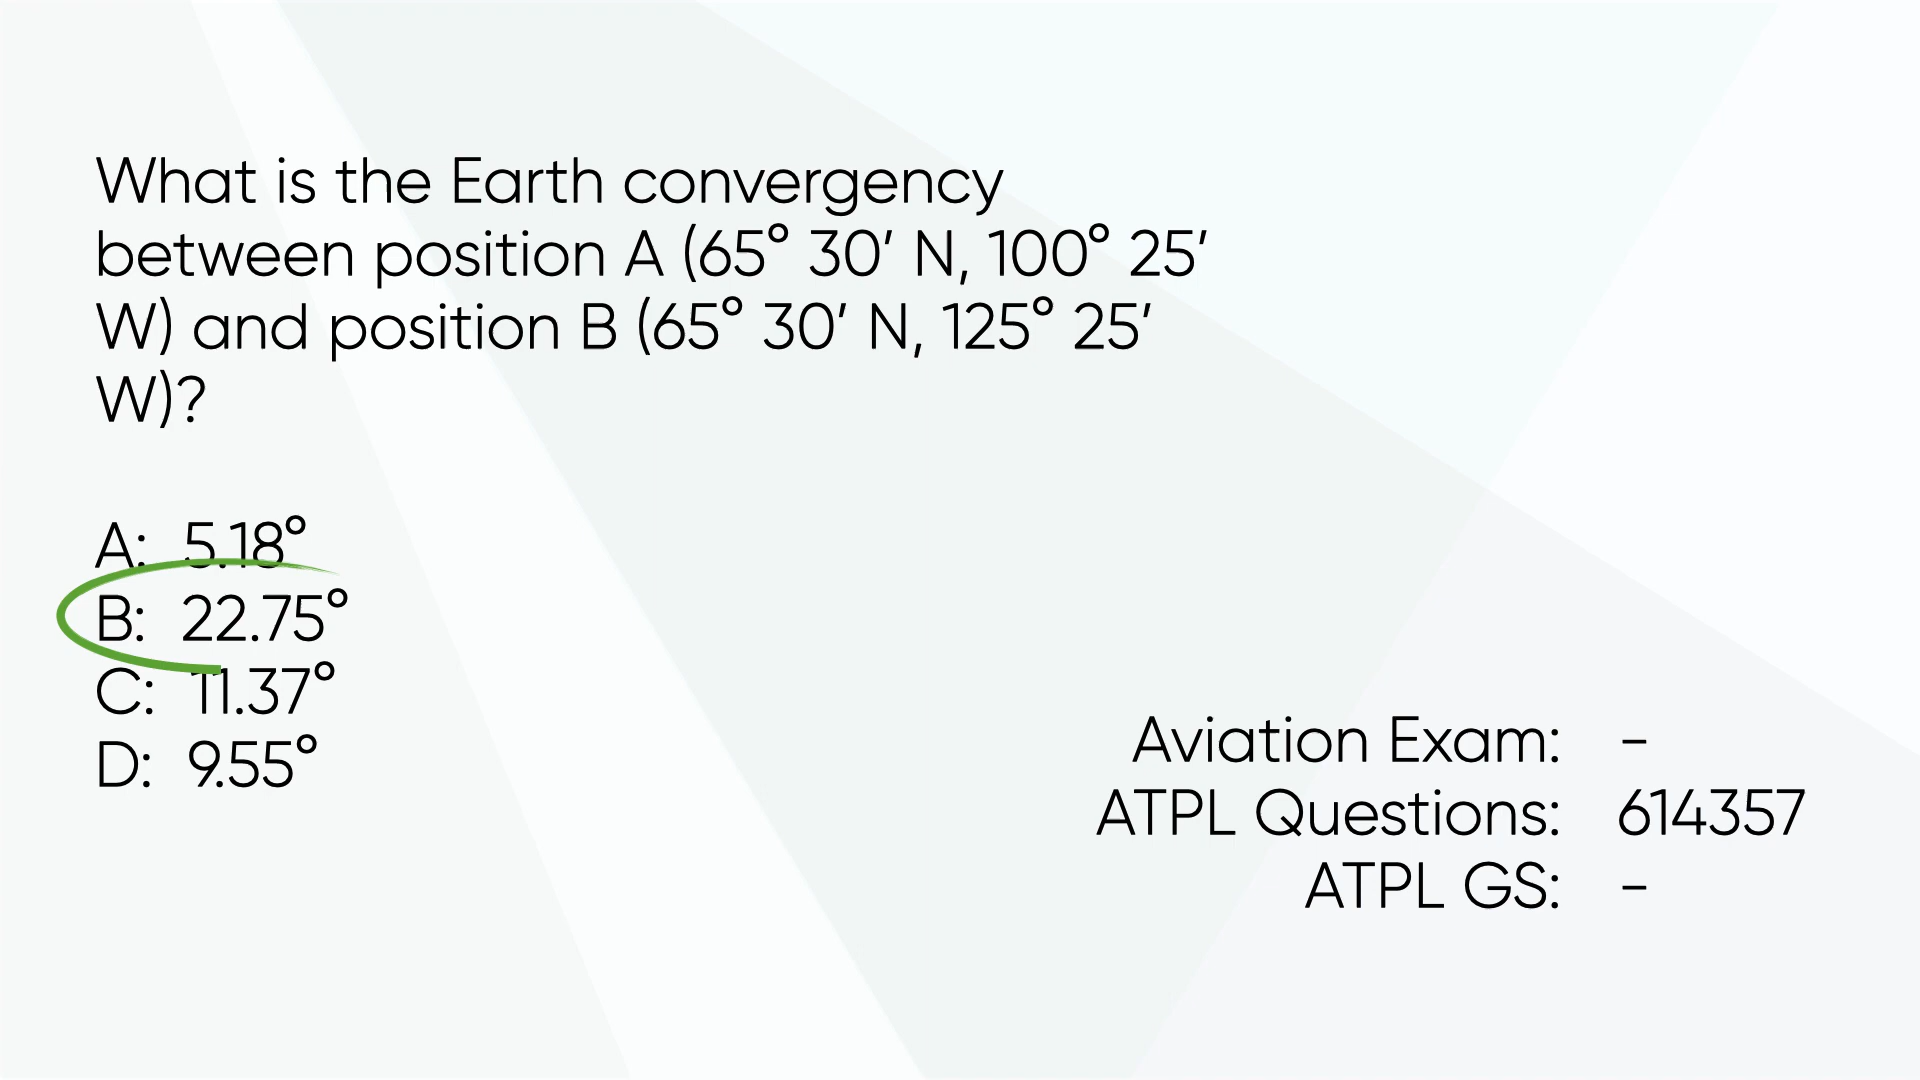 What is the Earth convergency
between position A (65° 30′ N, 100° 25′
W) and position B (65° 30′ N, 125° 25′
W)?
A: 5.18°
B: 22.75°
C: 11.37°
D: 9.55°
Aviation Exam: -
ATPL Questions: 614357
ATPL GS: -